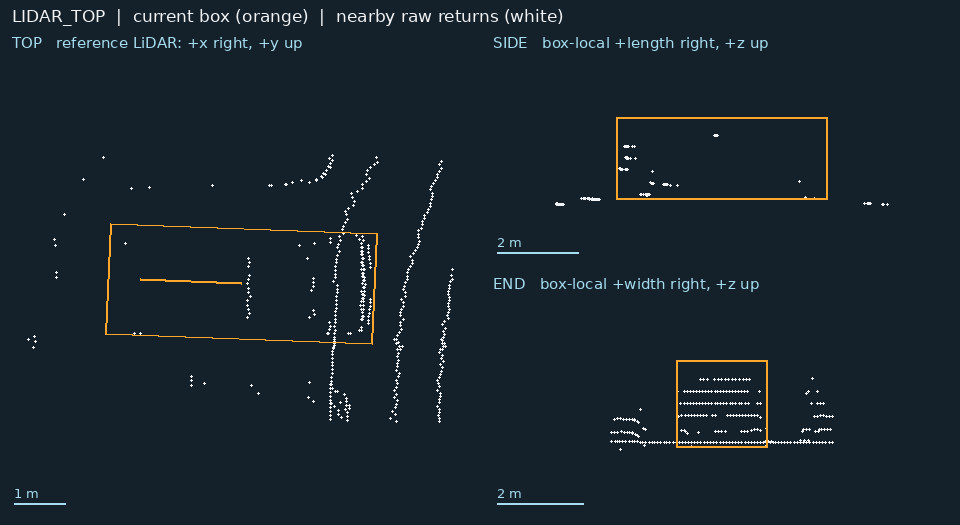 LIDAR_TOP | current box (orange) | nearby raw returns (white)
TOP reference LiDAR: +x right, +y up
SIDE box-local +length right, +z up
2 m
END box-local +width right, +z up
1 m
2 m